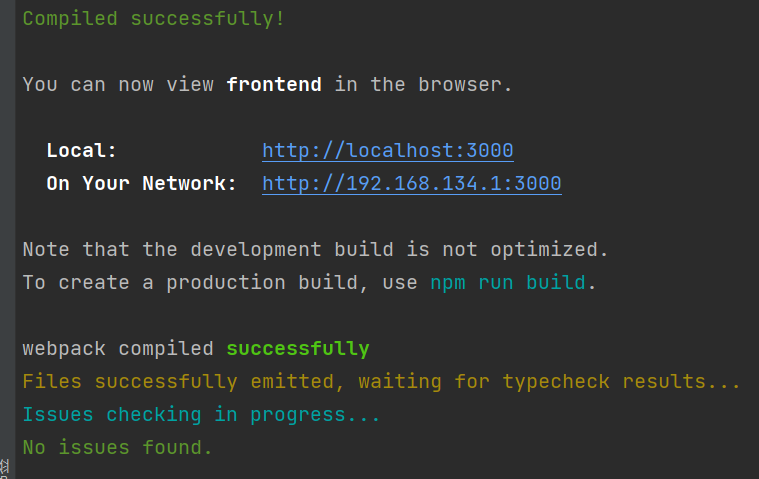 Compiled successfully!
You can now view frontend in the browser.
Local: http://localhost:3000
On Your Network: http://192.168.134.1:3000
Note that the development build is not optimized.
To create a production build, use npm run build.
webpack compiled successfully
Files successfully emitted, waiting for typecheck results...
Issues checking in progress...
No issues found.